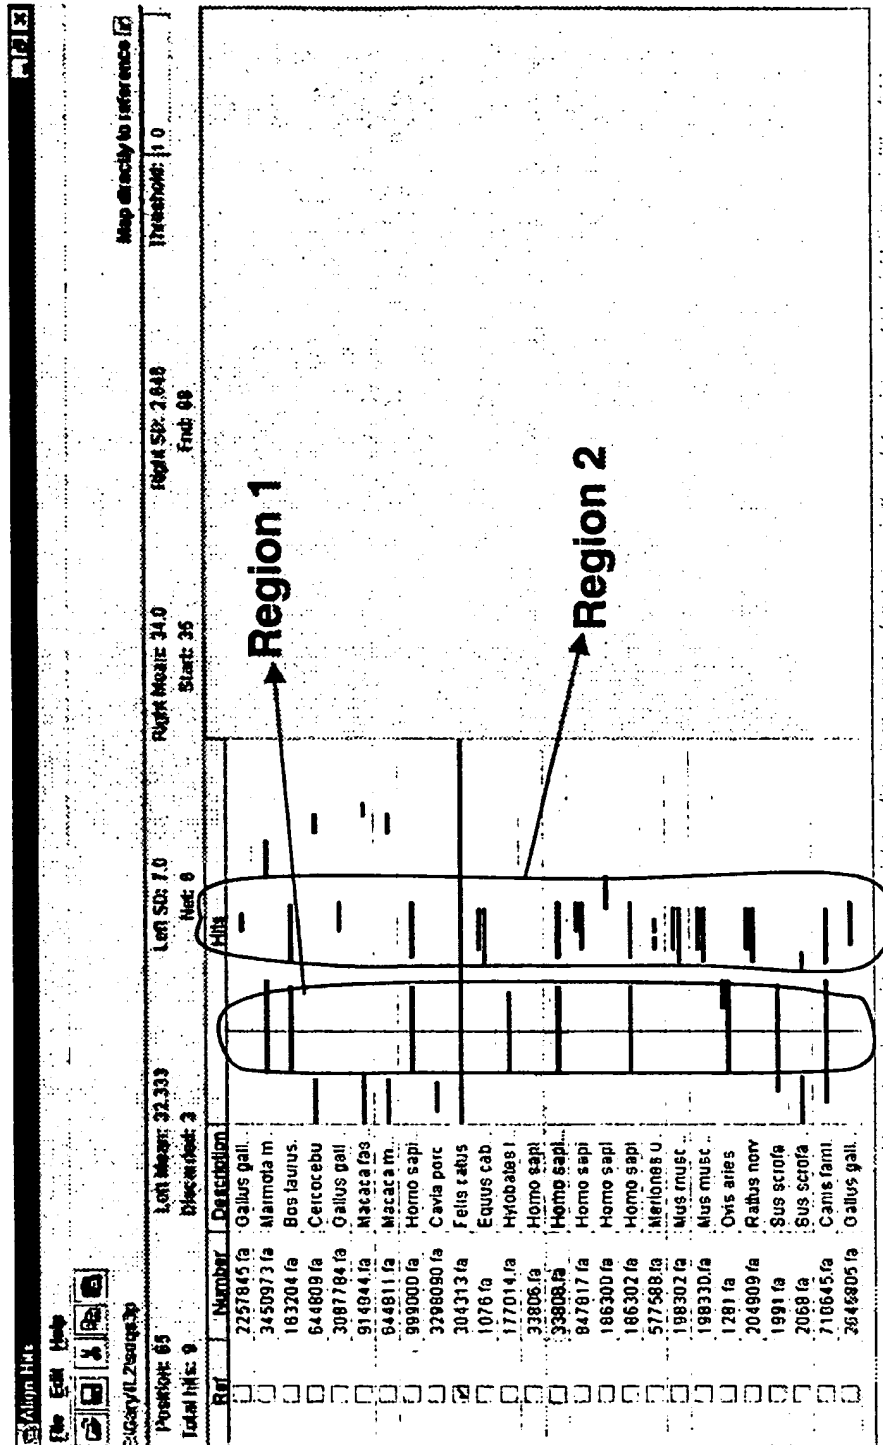 Align Hits
File Edit Help
Map directly to reference
Position: 65 Left Mean: 32.333 Left SD: 7.0 Right Mean: 34.0 Right SD: 2.646 Threshold: 10
Total hits: 9 Discarded: 3 Net: 6 Start: 35 End: 98
Ref Number Description Hits
2257845.fa Gallus gall.
3450973.fa Marmota m
163204.fa Bos taurus.
644809.fa Cercocebu
3087784.fa Gallus gall
914944.fa Macaca fas
644811.fa Macaca m...
999000.fa Homo sapi
3298090.fa Cavia porc
304313.fa Felis catus
1076.fa Equus cab.
177014.fa Hylobates l
33806.fa Homo sapi
33808.fa Homo sapi...
847817.fa Homo sapi
186300.fa Homo sapi
186302.fa Homo sapi
577588.fa Meriones u
198302.fa Mus musc...
198330.fa Mus musc...
1281.fa Ovis aries
204909.fa Rattus norv
1991.fa Sus scrofa
2068.fa Sus scrofa
710645.fa Canis fami.
2646805.fa Gallus gall.
Region 1
Region 2